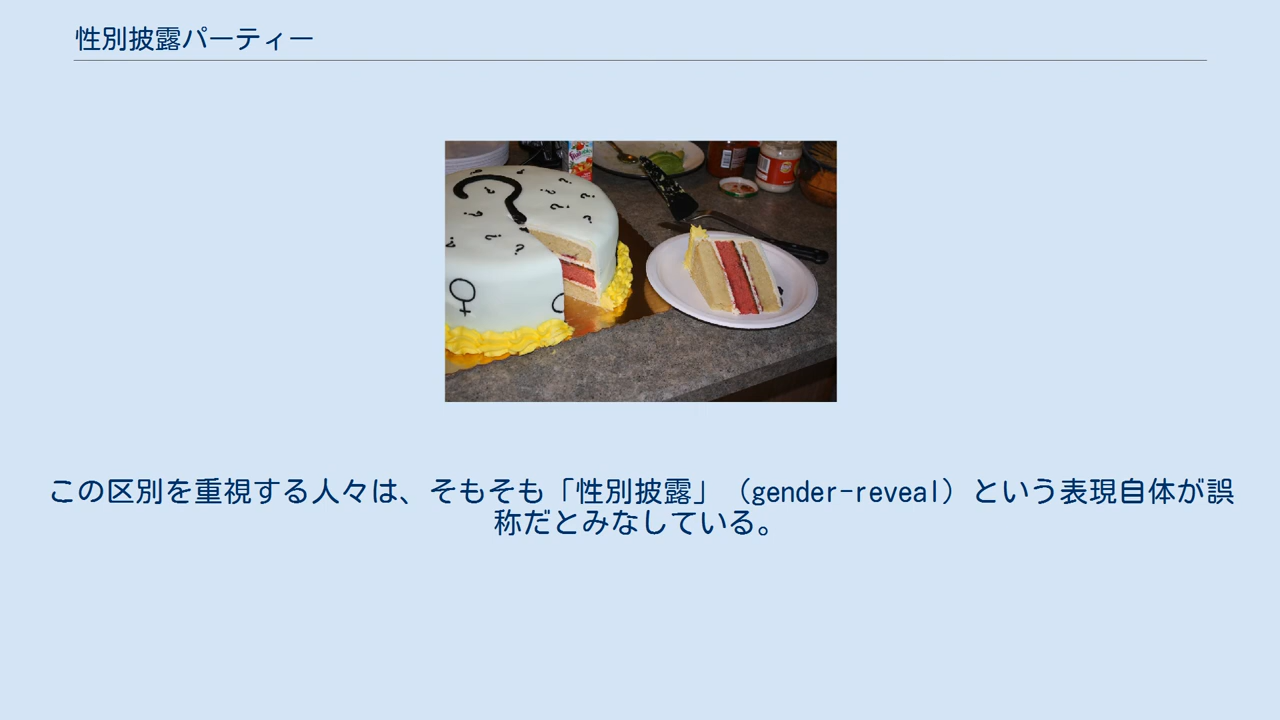 性別披露パーティー
この区別を重視する人々は、そもそも「性別披露」（gender-reveal）という表現自体が誤
称だとみなしている。